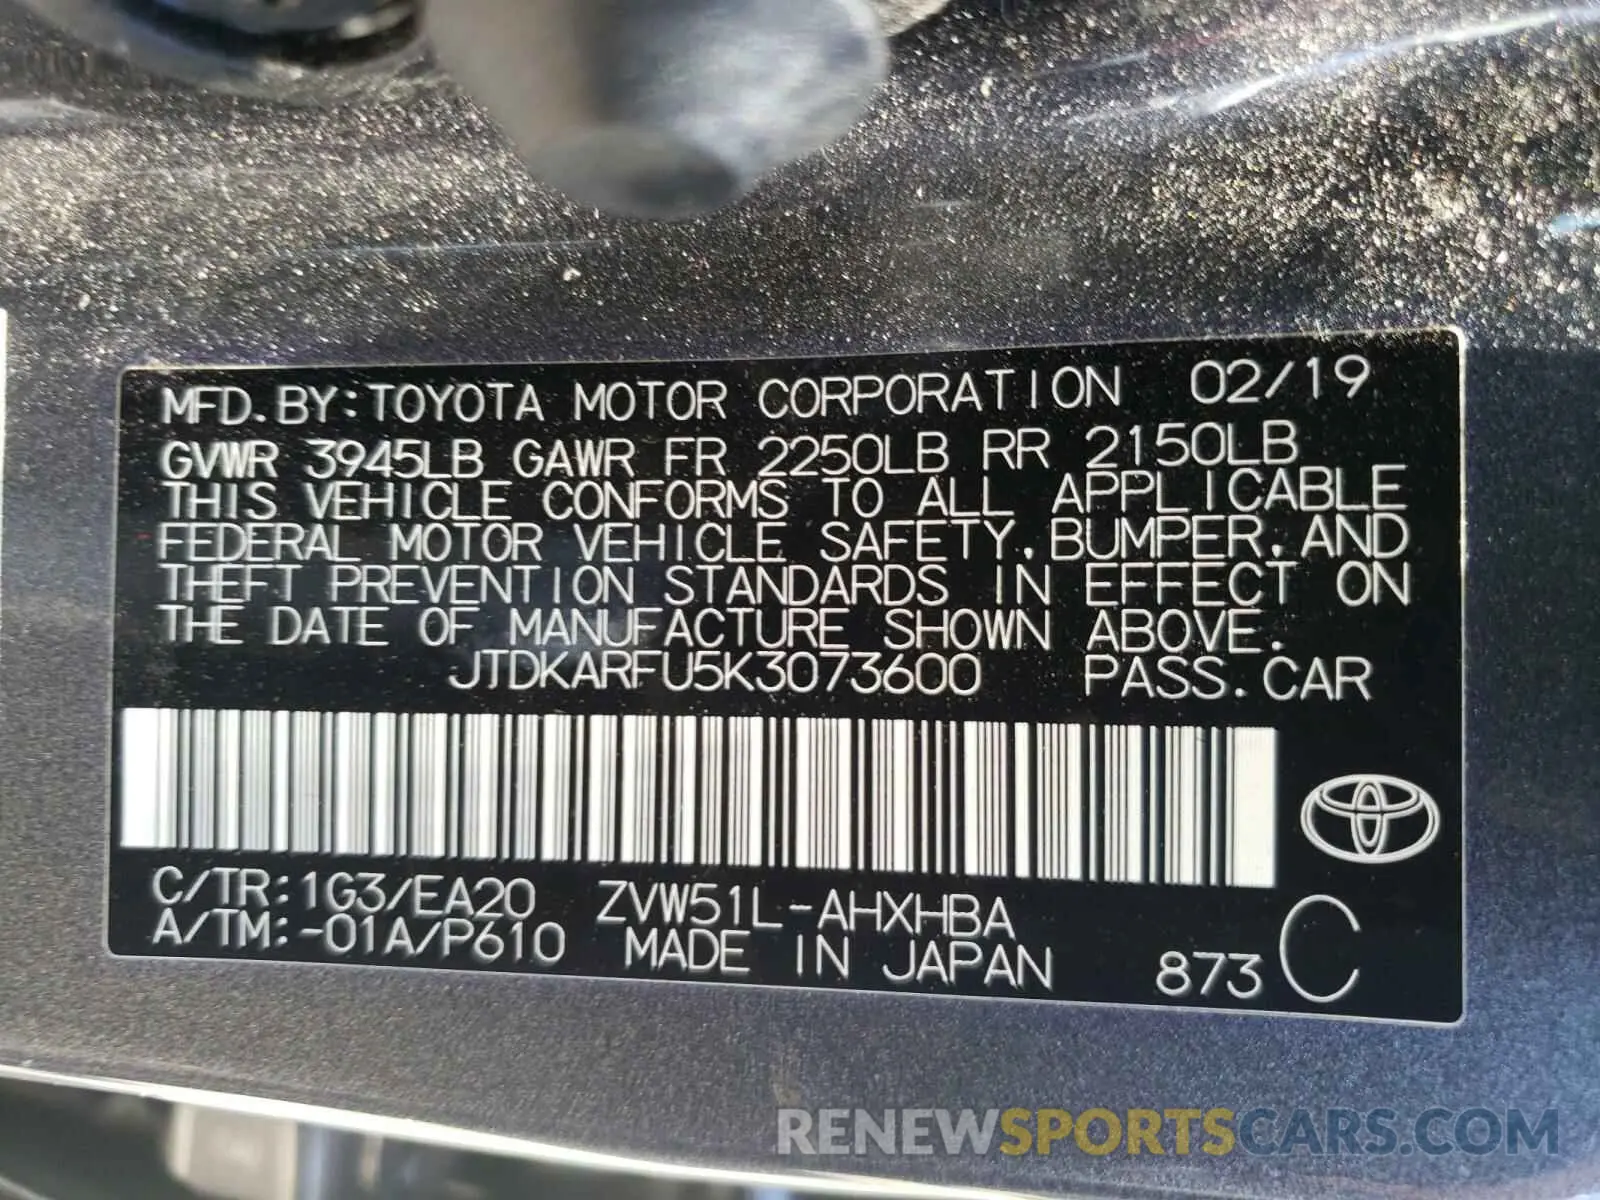 MFD. BY: TOYOTA MOTOR CORPORATION 02/19
GVWR 3945LB GAWR FR 2250LB RR 2150LB
THIS VEHICLE CONFORMS TO ALL APPLICABLE
FEDERAL MOTOR VEHICLE SAFETY, BUMPER, AND
THEFT PREVENTION STANDARDS IN EFFECT ON
THE DATE OF MANUFACTURE SHOWN ABOVE.
JTDKARFU5K3073600 PASS. CAR
C/TR: 1G3/EA20 ZVW51L-AHXHBA
A/TM: -01A/P610 MADE IN JAPAN 873 C
RENEWSPORTSCARS.COM